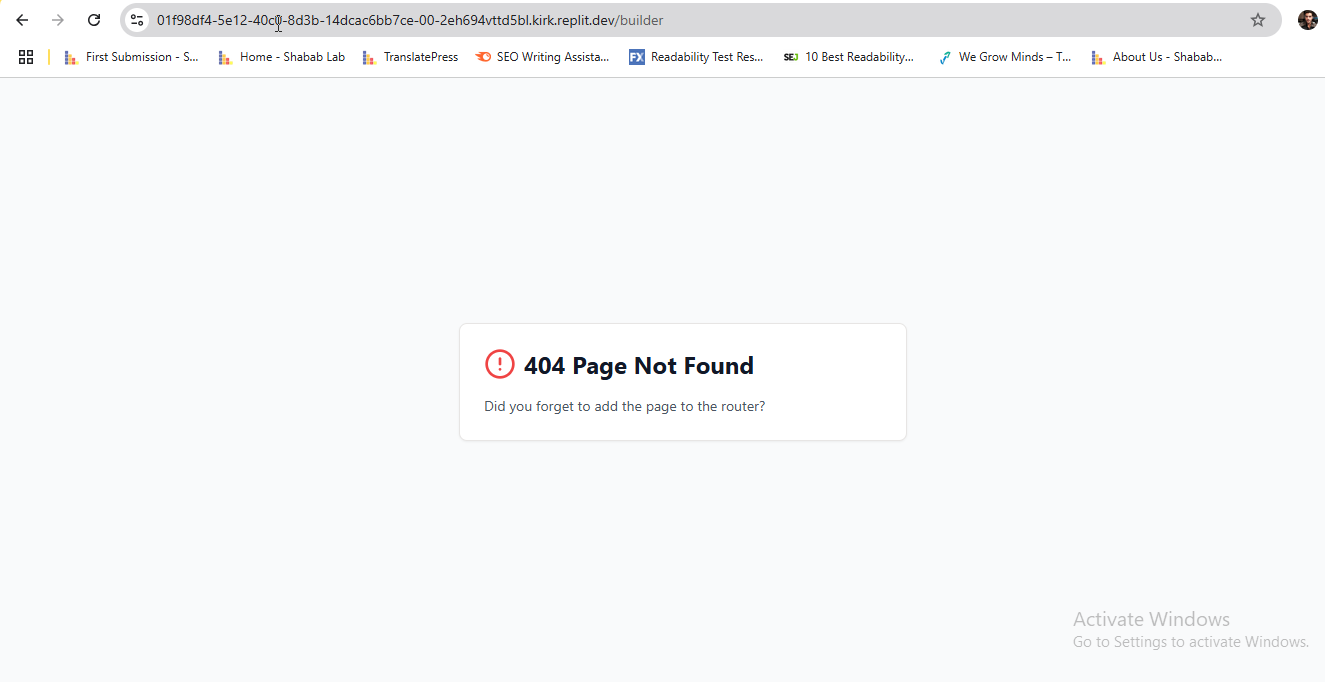 01f98df4-5e12-40c0-8d3b-14dcac6bb7ce-00-2eh694vttd5bl.kirk.replit.dev/builder
First Submission - S...
Home - Shabab Lab
TranslatePress
SEO Writing Assista...
FX
Readability Test Res...
SEJ
10 Best Readability...
We Grow Minds – T...
About Us - Shabab...
404 Page Not Found
Did you forget to add the page to the router?
Activate Windows
Go to Settings to activate Windows.